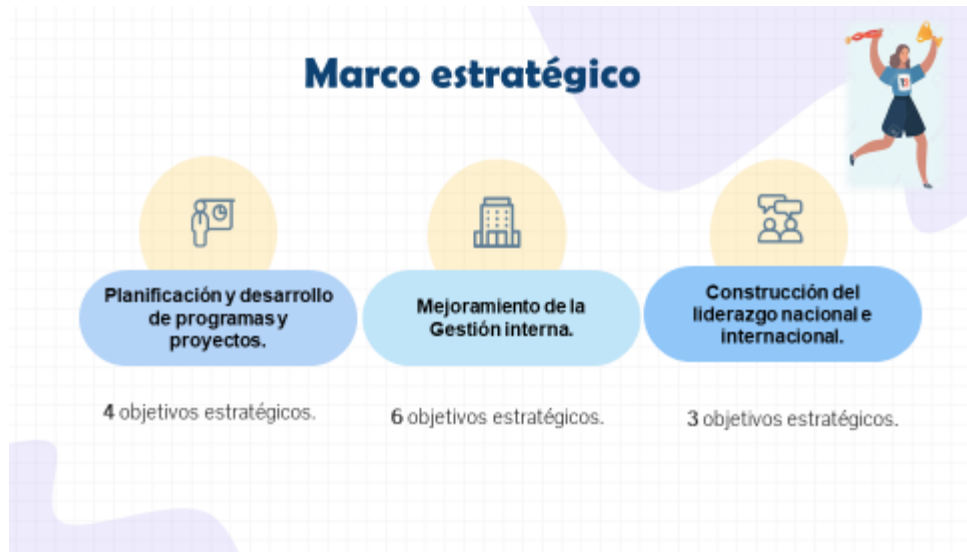 Marco estratégico
Planificación y desarrollo
de programas y
proyectos.
Mejoramiento de la
Gestión interna.
Construcción del
liderazgo nacional e
internacional.
4 objetivos estratégicos.
6 objetivos estratégicos.
3 objetivos estratégicos.